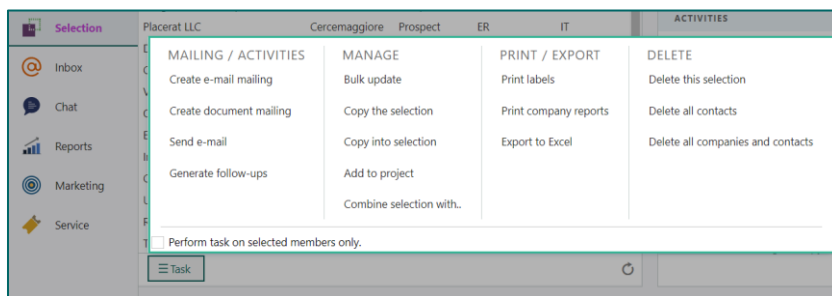 Selection
Inbox
Chat
Reports
Marketing
Service
Placerat LLC Cercemaggiore Prospect ER IT
ACTIVITIES
MAILING / ACTIVITIES
Create e-mail mailing
Create document mailing
Send e-mail
Generate follow-ups
MANAGE
Bulk update
Copy the selection
Copy into selection
Add to project
Combine selection with..
PRINT / EXPORT
Print labels
Print company reports
Export to Excel
DELETE
Delete this selection
Delete all contacts
Delete all companies and contacts
Perform task on selected members only.
Task